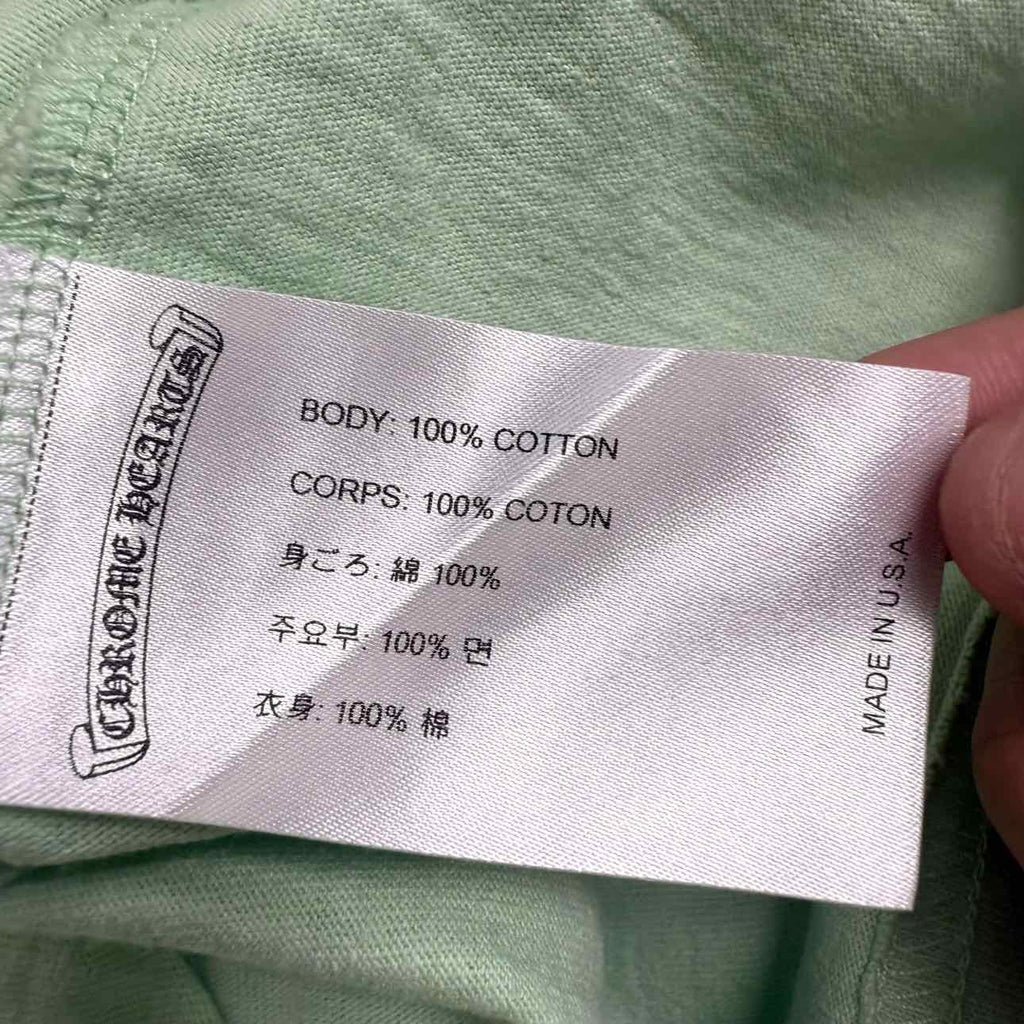 CHROME HEARTS
BODY: 100% COTTON
CORPS: 100% COTON
身ごろ: 綿 100%
주요부: 100% 면
衣身: 100% 棉
MADE IN U.S.A.